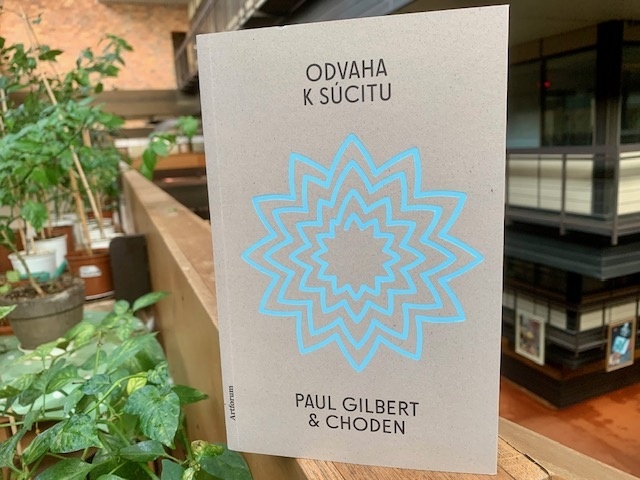 ODVAHA
K SÚCITU
Artforum
PAUL GILBERT
& CHODEN